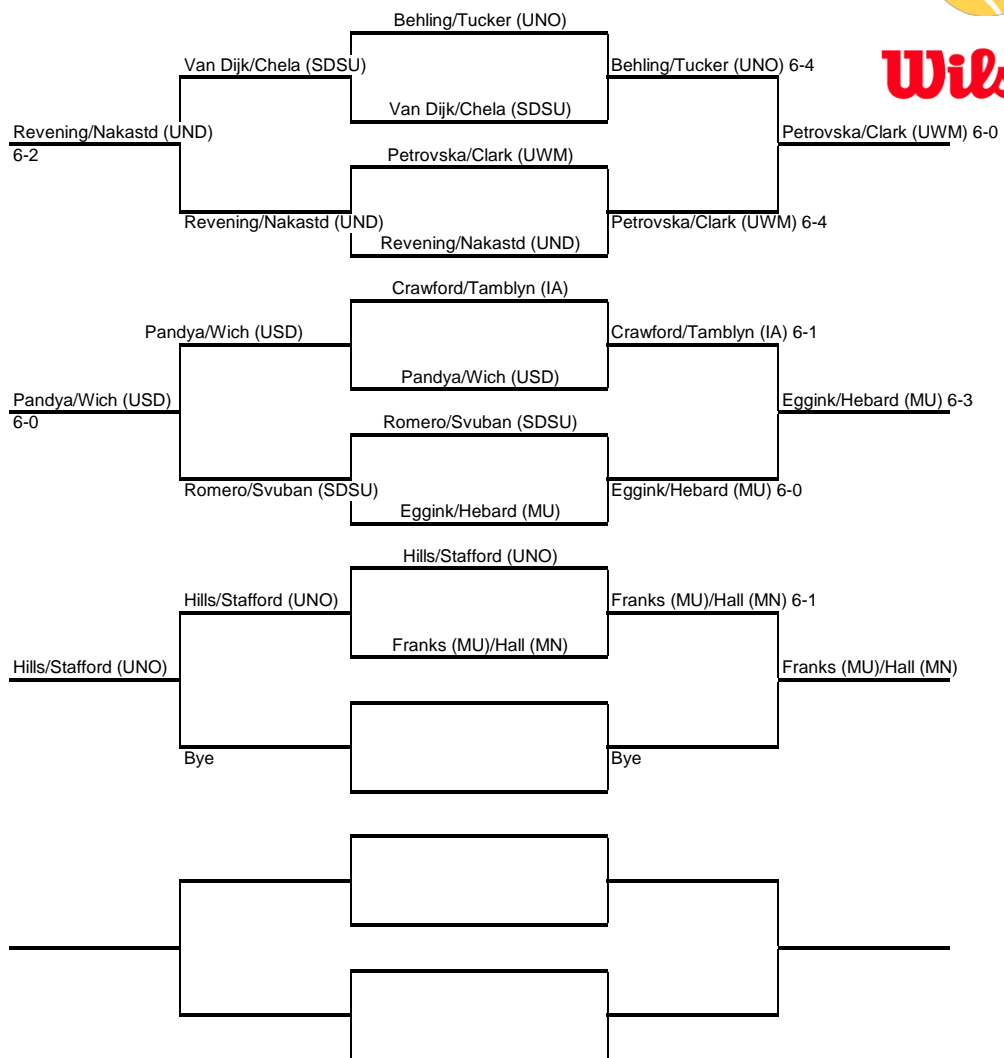 Behling/Tucker (UNO)
Van Dijk/Chela (SDSU)
Behling/Tucker (UNO) 6-4
Van Dijk/Chela (SDSU)
Revening/Nakastd (UND)
6-2
Petrovska/Clark (UWM) 6-0
Petrovska/Clark (UWM)
Revening/Nakastd (UND)
Petrovska/Clark (UWM) 6-4
Revening/Nakastd (UND)
Crawford/Tamblyn (IA)
Pandya/Wich (USD)
Crawford/Tamblyn (IA) 6-1
Pandya/Wich (USD)
Pandya/Wich (USD)
6-0
Eggink/Hebard (MU) 6-3
Romero/Svuban (SDSU)
Romero/Svuban (SDSU)
Eggink/Hebard (MU) 6-0
Eggink/Hebard (MU)
Hills/Stafford (UNO)
Hills/Stafford (UNO)
Franks (MU)/Hall (MN) 6-1
Franks (MU)/Hall (MN)
Hills/Stafford (UNO)
Franks (MU)/Hall (MN)
Bye
Bye